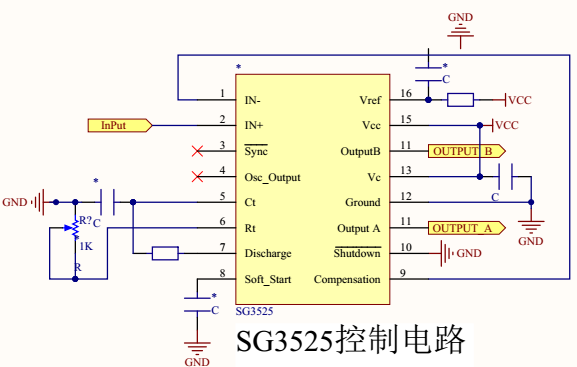 GND
*
*
C
1
IN-
Vref
16
VCC
InPut
2
IN+
Vcc
15
VCC
3
Sync
OutputB
11
OUTPUT_B
4
Osc_Output
Vc
13
C
GND
*
C
5
Ct
Ground
12
GND
R?
*
1K
R
6
Rt
Output A
11
OUTPUT_A
7
Discharge
Shutdown
10
GND
8
Soft_Start
Compensation
9
*
C
SG3525
GND
SG3525控制电路